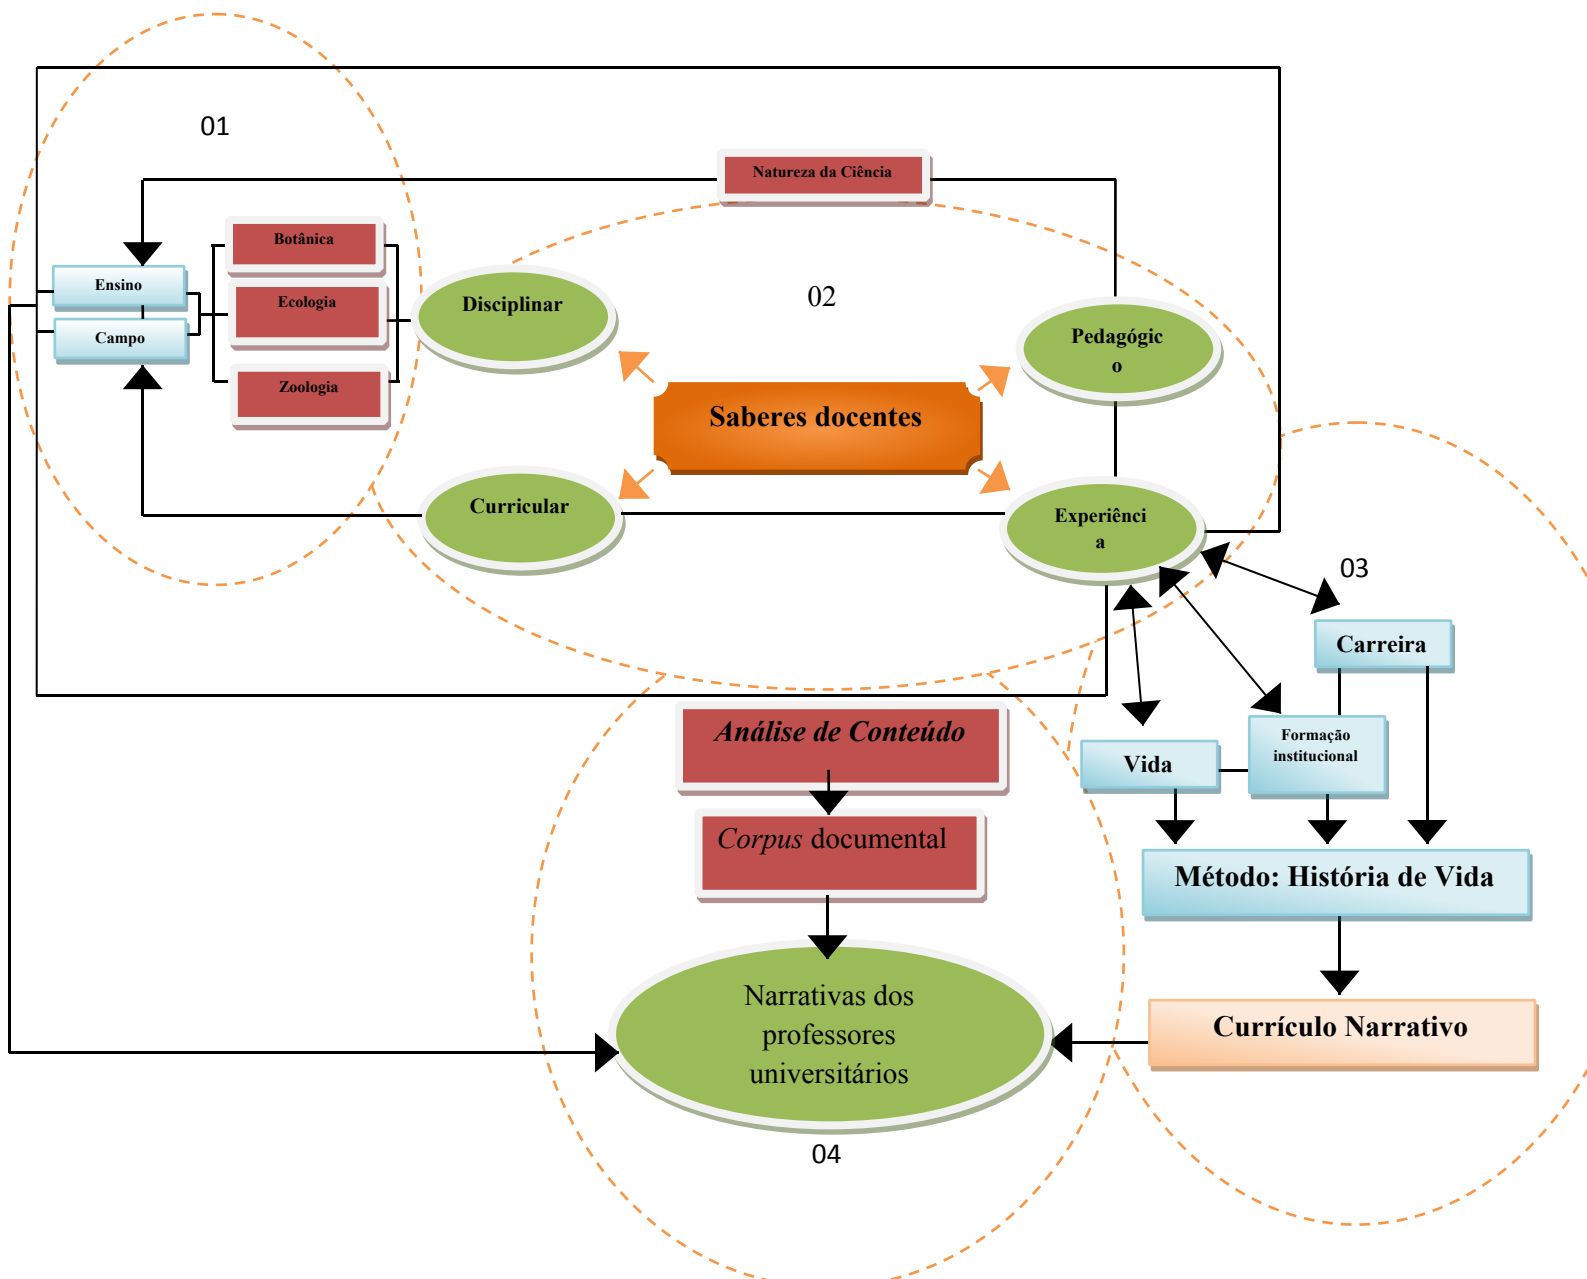 01
Natureza da Ciência
Botânica
Ensino
Ecologia
Disciplinar
02
Campo
Pedagógic
o
Zoologia
Saberes docentes
Curricular
Experiênci
a
03
Carreira
Análise de Conteúdo
Formação
institucional
Vida
Corpus documental
Método: História de Vida
Narrativas dos
professores
universitários
Currículo Narrativo
04